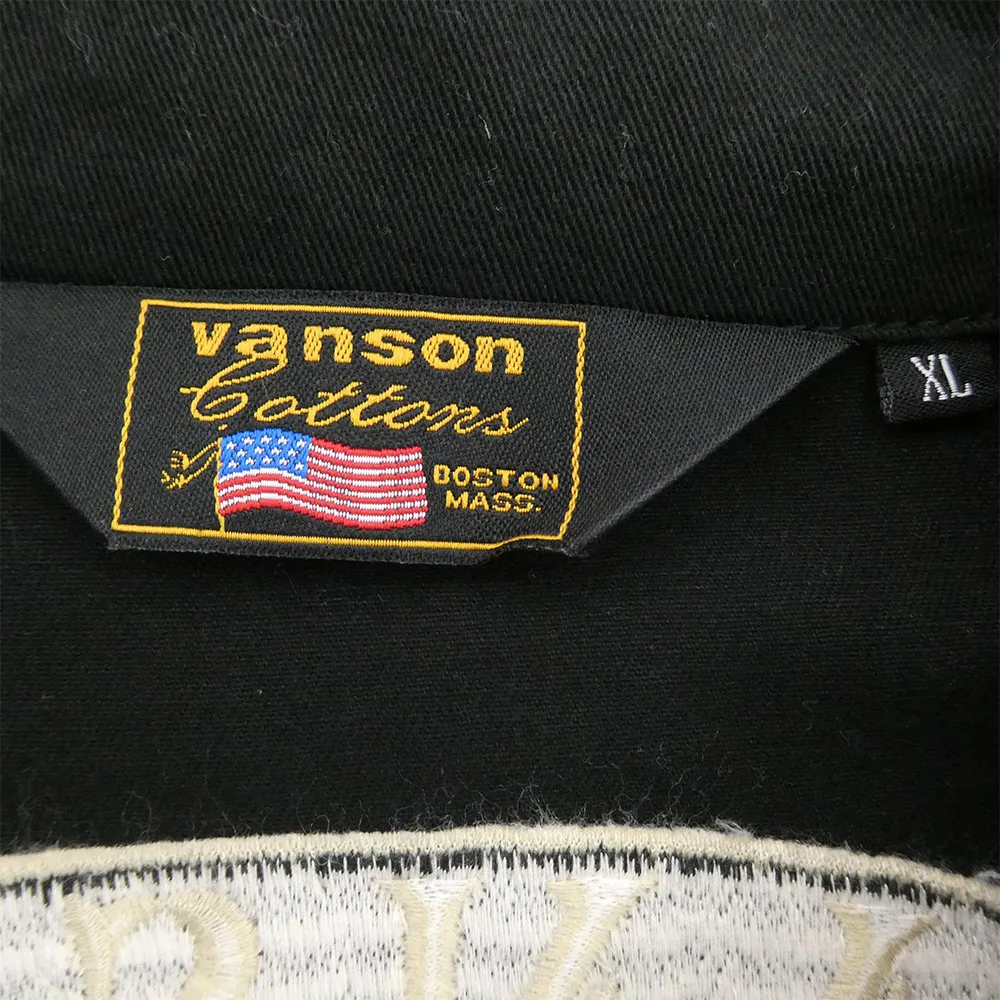 vanson
Cottons
BOSTON
MASS.
XL